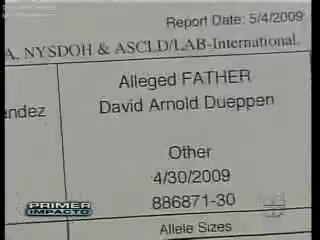 Report Date: 5/4/2009
A, NYSDOH & ASCLD/LAB-International.
Alleged FATHER
ndez
David Arnold Dueppen
Other
4/30/2009
886871-30
PRIMER
IMPACTO
Allele Sizes